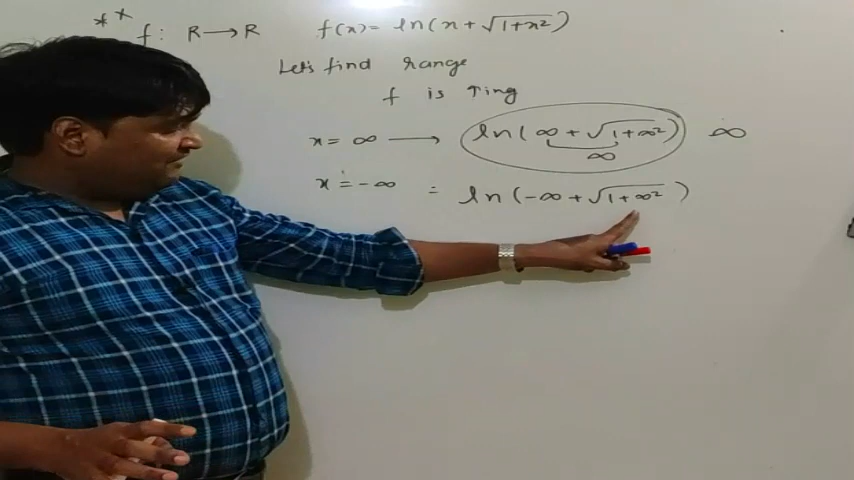 ** f: R → R f(x) = ln(x + √1+x²)
Let's find range
f is ↑ing
x = ∞ → ln(∞ + √1+∞²) ∞
∞
x = -∞ = ln(-∞ + √1+∞²)